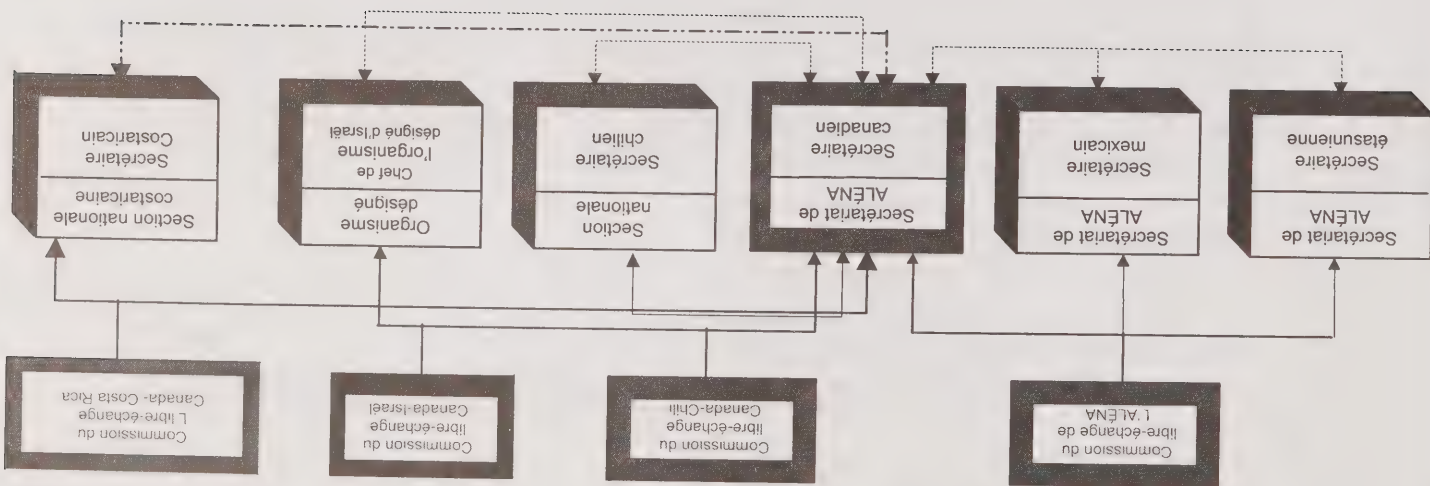 Commission du
libre-échange de
L'ALÉNA
Commission du
libre-échange
Canada-Chili
Commission du
libre-échange
Canada-Israël
Commission du
L libre-échange
Canada- Costa Rica
Secrétariat de
ALÉNA
Secrétaire
étasunienne
Secrétariat de
ALÉNA
Secrétaire
mexicain
Secrétariat de
ALÉNA
Secrétaire
canadien
Section
nationale
Secrétaire
chilien
Organisme
désigné
Chef de
l'organisme
désigné d'Israël
Section nationale
costaricaine
Secrétaire
Costaricain